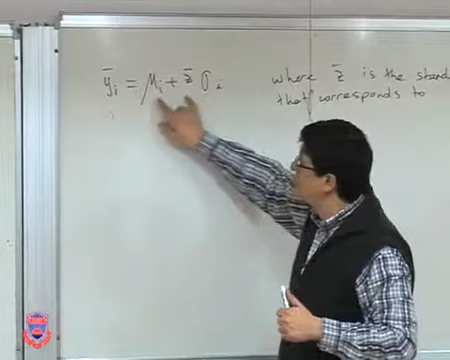 ȳᵢ = μᵢ + z̄ σᵢ
where z̄ is the stand
that corresponds to